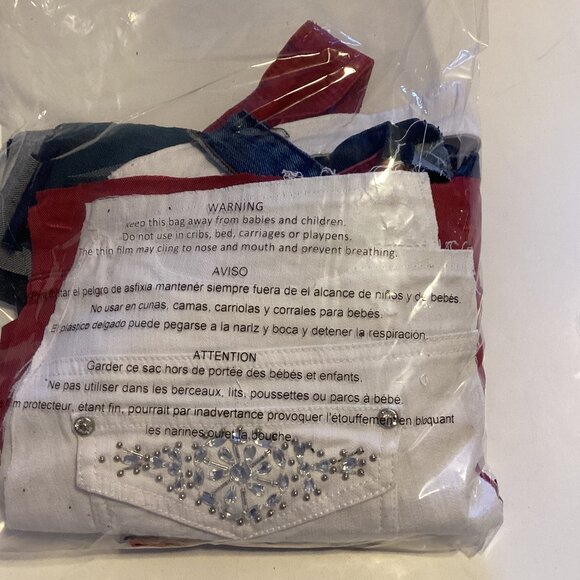 WARNING
Keep this bag away from babies and children.
Do not use in cribs, bed, carriages or playpens.
The thin film may cling to nose and mouth and prevent breathing.
AVISO
evitar el peligro de asfixia mantenér siempre fuera de el alcance de niños y de bebés.
No usar en cunas, camas, carriolas y corrales para bebés.
El plastico delgado puede pegarse a la nariz y boca y detener la respiración.
ATTENTION
Garder ce sac hors de portée des bébés et enfants.
Ne pas utiliser dans les berceaux, lits, poussettes ou parcs à bébé.
film protecteur, étant fin, pourrait par inadvertance provoquer l'étouffement en bloquant
les narines ou et la bouche.